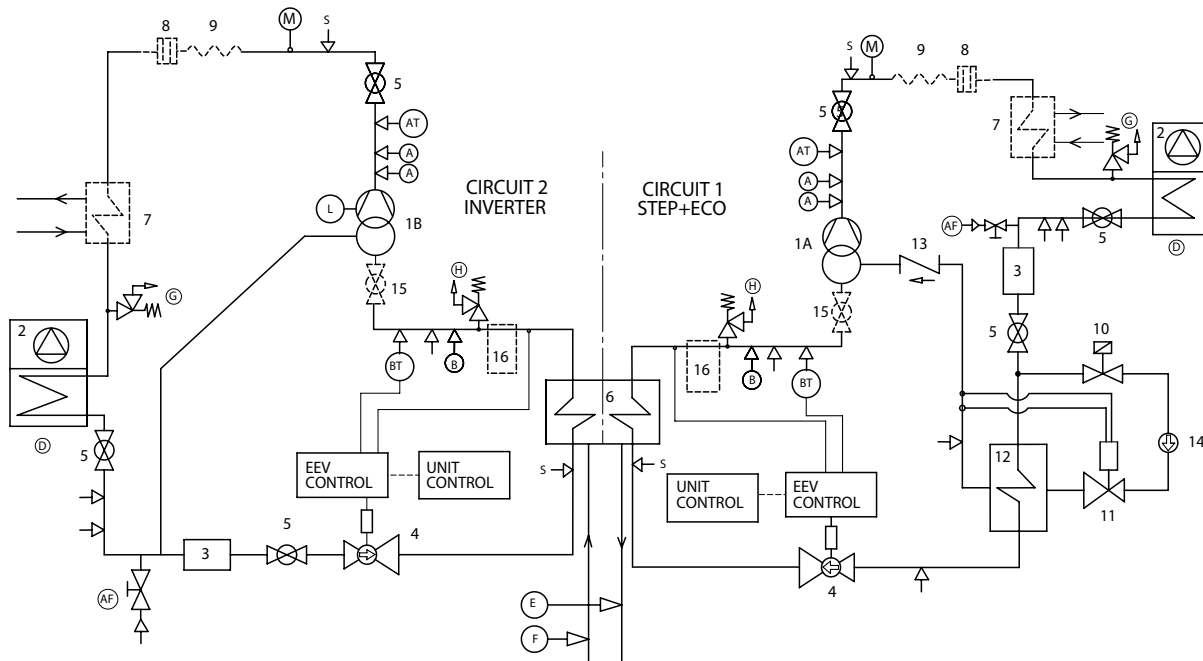 8 9 M S
5
AT
A
A
L 1B
7
15
G
H
2
D
5
BT B 16
CIRCUIT 2
INVERTER
EEV
CONTROL
UNIT
CONTROL
3 5 4
AF
S
6
S
E
F
CIRCUIT 1
STEP+ECO
S M 9 8
5 S
AT
A
A
1A
13
15
H
16 B BT
7
G
2
D
AF
5
3
5
10
14
12
11
UNIT
CONTROL
EEV
CONTROL
4